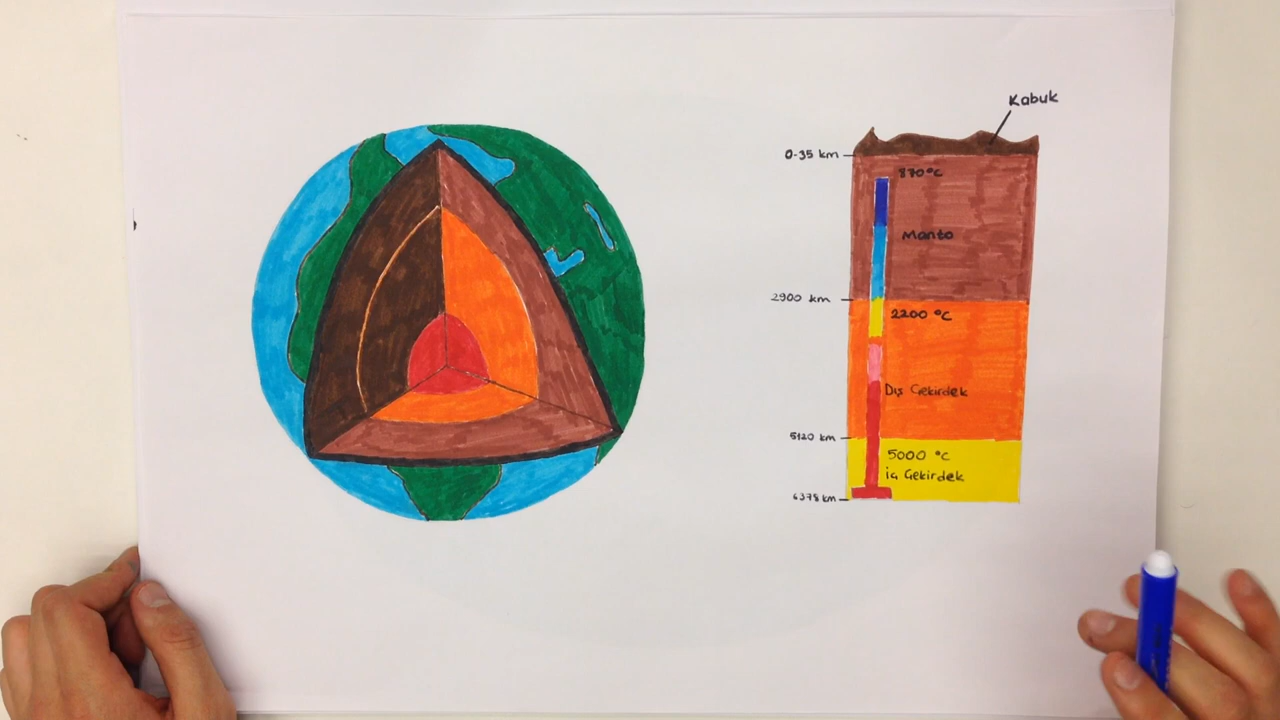 Kabuk
0-35 km
870 °C
Manto
2900 km
2200 °C
Dış Çekirdek
5120 km
5000 °C
iç Çekirdek
6378 km